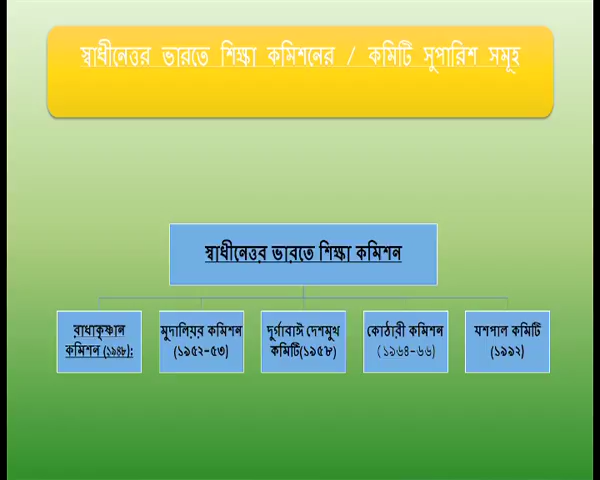 স্বাধীনেত্তর ভারতে শিক্ষা কমিশনের / কমিটি সুপারিশ সমূহ
স্বাধীনেত্তর ভারতে শিক্ষা কমিশন
রাধাকৃষ্ণান
কমিশন (১৯৪৮):
মুদালিয়র কমিশন
(১৯৫২-৫৩)
দুর্গাবাঈ দেশমুখ
কমিটি(১৯৫৮)
কোঠারী কমিশন
(১৯৬৪-৬৬)
যশপাল কমিটি
(১৯৯২)